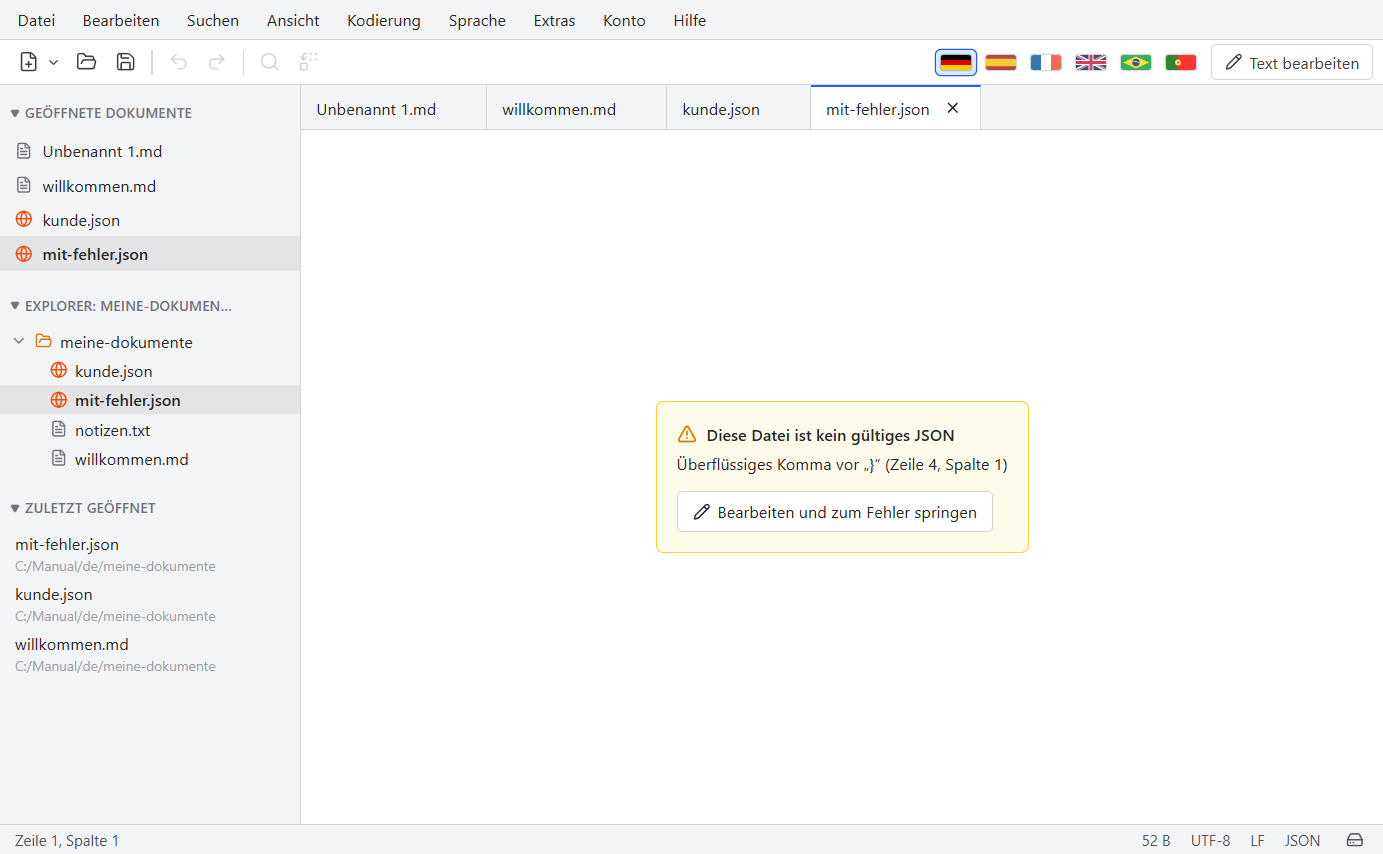 Datei Bearbeiten Suchen Ansicht Kodierung Sprache Extras Konto Hilfe
Text bearbeiten
GEÖFFNETE DOKUMENTE
Unbenannt 1.md
willkommen.md
kunde.json
mit-fehler.json
EXPLORER: MEINE-DOKUMEN...
meine-dokumente
kunde.json
mit-fehler.json
notizen.txt
willkommen.md
ZULETZT GEÖFFNET
mit-fehler.json
C:/Manual/de/meine-dokumente
kunde.json
C:/Manual/de/meine-dokumente
willkommen.md
C:/Manual/de/meine-dokumente
Unbenannt 1.md willkommen.md kunde.json mit-fehler.json
Diese Datei ist kein gültiges JSON
Überflüssiges Komma vor „}“ (Zeile 4, Spalte 1)
Bearbeiten und zum Fehler springen
Zeile 1, Spalte 1 52 B UTF-8 LF JSON